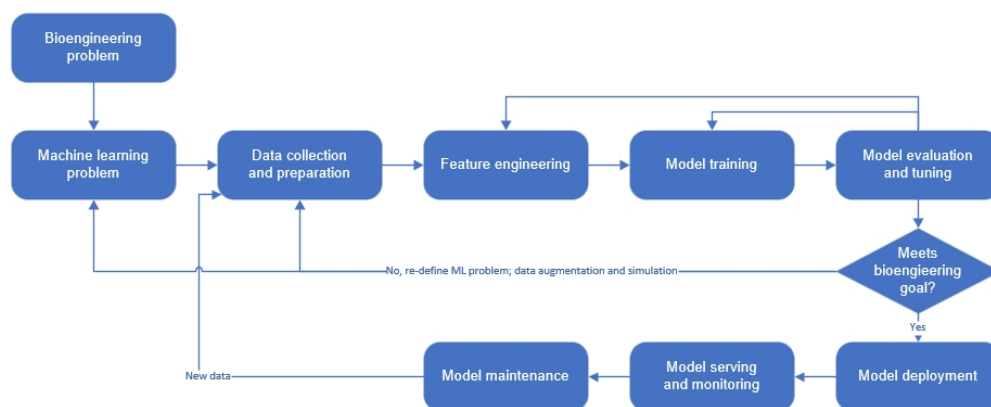 Bioengineering
problem
Machine learning
problem
Data collection
and preparation
Feature engineering
Model training
Model evaluation
and tuning
Meets
bioengieering
goal?
No, re-define ML problem; data augmentation and simulation
Yes
Model deployment
Model serving
and monitoring
Model maintenance
New data